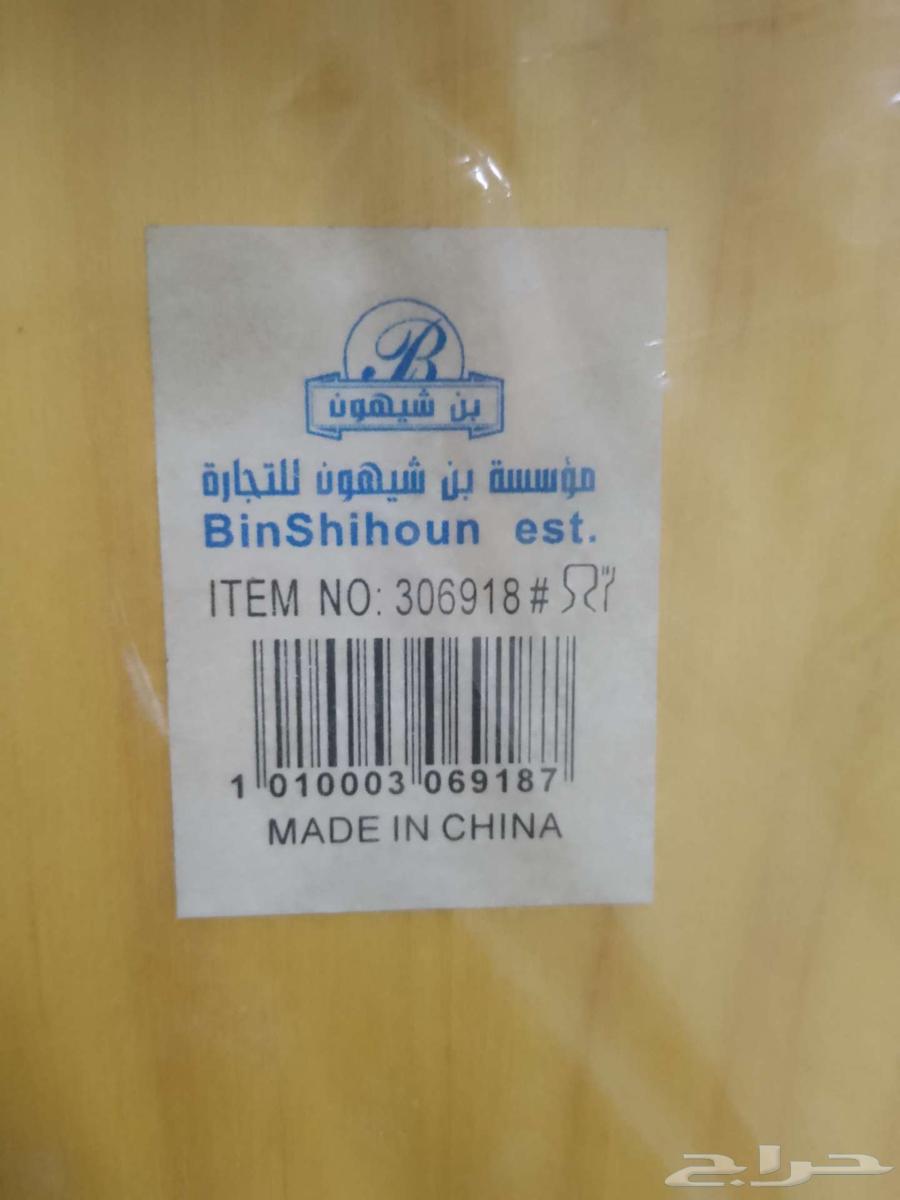 B
بن شيهون
مؤسسة بن شيهون للتجارة
BinShihoun est.
ITEM NO: 306918#
1 010003 069187
MADE IN CHINA
حراج